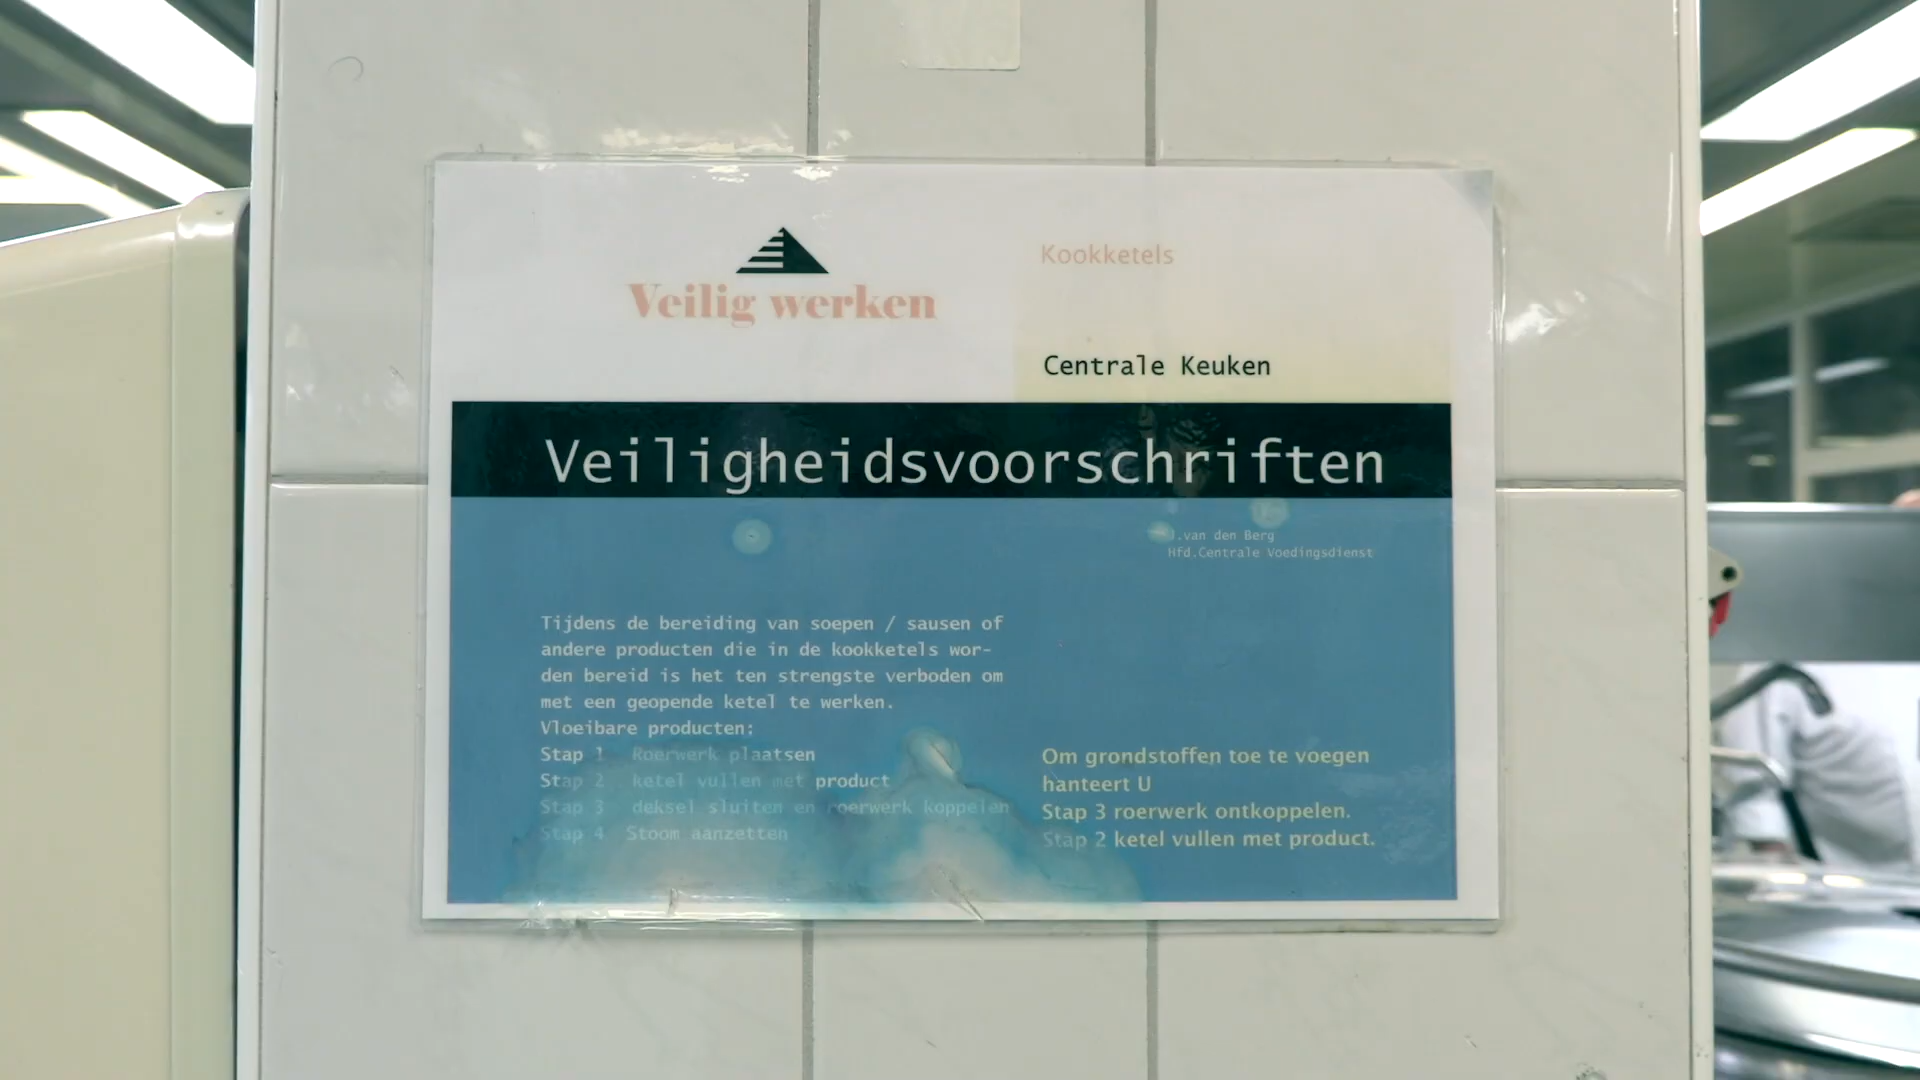 Veilig werken
Kookketels
Centrale Keuken
Veiligheidsvoorschriften
J.van den Berg
Hfd.Centrale Voedingsdienst
Tijdens de bereiding van soepen / sausen of
andere producten die in de kookketels wor-
den bereid is het ten strengste verboden om
met een geopende ketel te werken.
Vloeibare producten:
Stap 1 Roerwerk plaatsen
Stap 2 ketel vullen met product
Stap 3 deksel sluiten en roerwerk koppelen
Stap 4 Stoom aanzetten
Om grondstoffen toe te voegen
hanteert U
Stap 3 roerwerk ontkoppelen.
Stap 2 ketel vullen met product.